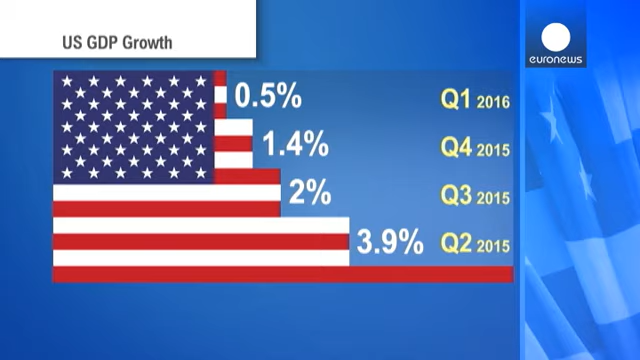 US GDP Growth
euronews
0.5% Q1 2016
1.4% Q4 2015
2% Q3 2015
3.9% Q2 2015